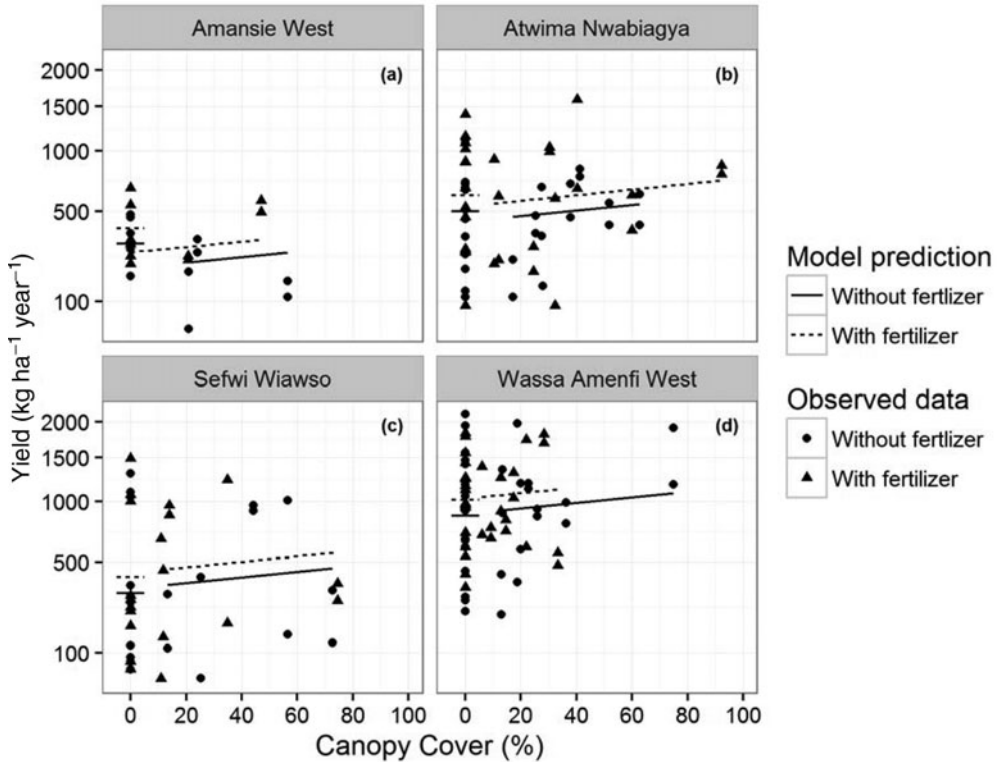 Amansie West
Atwima Nwabiagya
(a)
(b)
2000
1500
1000
500
100
Sefwi Wiawso
Wassa Amenfi West
(c)
(d)
2000
1500
1000
500
100
0 20 40 60 80 100
0 20 40 60 80 100
Canopy Cover (%)
Yield (kg ha⁻¹ year⁻¹)
Model prediction
Without fertlizer
With fertilizer
Observed data
Without fertlizer
With fertilizer